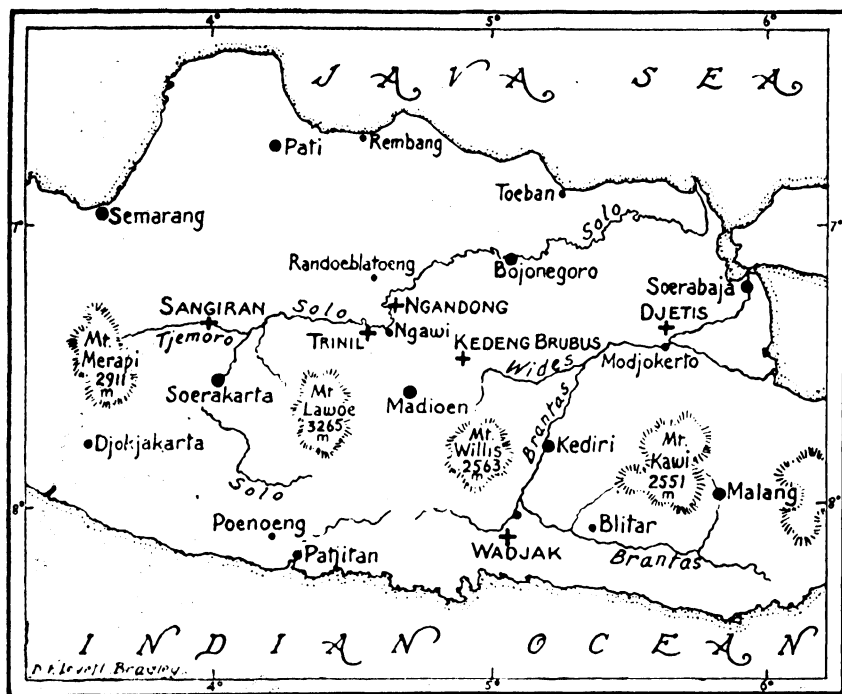 4° 5° 6°
JAVA SEA
Pati
Rembang
Toeban
Semarang
7° 7°
Solo
Randoeblatoeng
Bojonegoro
Soerabaja
SANGIRAN
Solo
NGANDONG
DJETIS
Tjemoro
TRINIL
Ngawi
KEDENG BRUBUS
Mt.
Merapi
2911
m
Wides
Modjokerto
Soerakarta
Mt
Lawoe
3265
m
Madioen
Brantas
Djokjakarta
Mt.
Willis
2563
m
Kediri
Mt.
Kawi
2551
m
Solo
Malang
8° 8°
Poenoeng
Blitar
Patjitan
WADJAK
Brantas
INDIAN OCEAN
4° 5° 6°